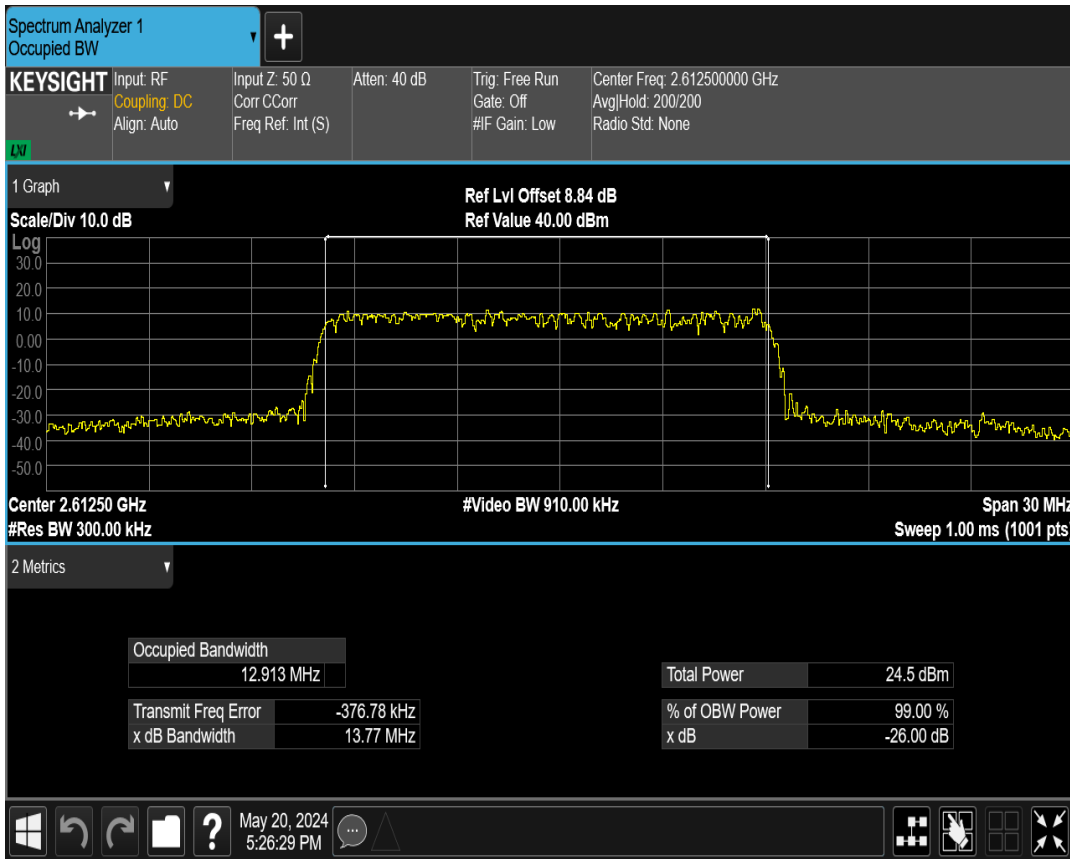 Spectrum Analyzer 1
Occupied BW
+
KEYSIGHT
LXI
Input: RF
Coupling: DC
Align: Auto
Input Z: 50 Ω
Corr CCorr
Freq Ref: Int (S)
Atten: 40 dB
Trig: Free Run
Gate: Off
#IF Gain: Low
Center Freq: 2.612500000 GHz
Avg|Hold: 200/200
Radio Std: None
1 Graph
Scale/Div 10.0 dB
Ref Lvl Offset 8.84 dB
Ref Value 40.00 dBm
Log
30.0
20.0
10.0
0.00
-10.0
-20.0
-30.0
-40.0
-50.0
Center 2.61250 GHz
#Video BW 910.00 kHz
Span 30 MHz
#Res BW 300.00 kHz
Sweep 1.00 ms (1001 pts)
2 Metrics
Occupied Bandwidth
12.913 MHz
Transmit Freq Error -376.78 kHz
x dB Bandwidth 13.77 MHz
Total Power 24.5 dBm
% of OBW Power 99.00 %
x dB -26.00 dB
?
May 20, 2024
5:26:29 PM